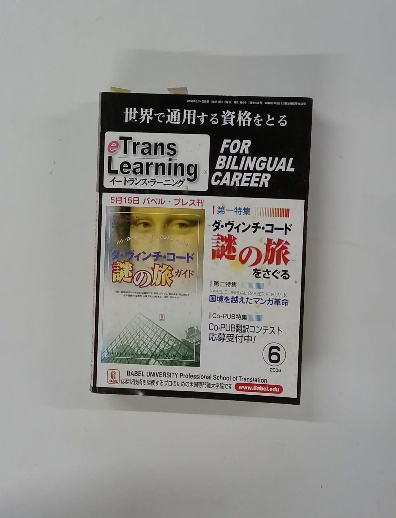 世界で通用する資格をとる
eTrans
Learning
イートランス・ラーニング
FOR
BILINGUAL
CAREER
5月15日 バベル・プレス刊
ダ・ヴィンチ・コード
謎の旅ガイド
第一特集
ダ・ヴィンチ・コード
謎の旅
をさぐる
第二特集
国境を越えたマンガ革命
Co-PUB特集
Co-PUB翻訳コンテスト
応募受付中!
6
BABEL UNIVERSITY Professional School of Translation
www.Babel.edu